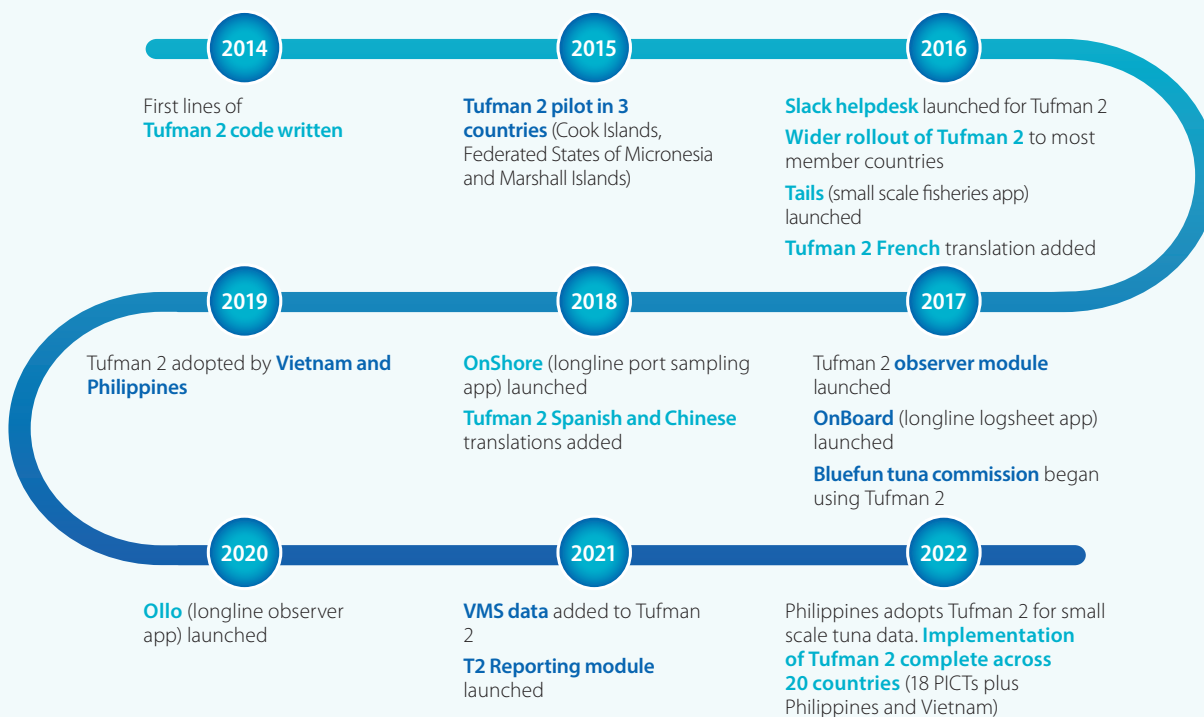 2014
First lines of
Tufman 2 code written
2015
Tufman 2 pilot in 3
countries (Cook Islands,
Federated States of Micronesia
and Marshall Islands)
2016
Slack helpdesk launched for Tufman 2
Wider rollout of Tufman 2 to most
member countries
Tails (small scale fisheries app)
launched
Tufman 2 French translation added
2017
Tufman 2 observer module
launched
OnBoard (longline logsheet app)
launched
Bluefun tuna commission began
using Tufman 2
2018
OnShore (longline port sampling
app) launched
Tufman 2 Spanish and Chinese
translations added
2019
Tufman 2 adopted by Vietnam and
Philippines
2020
Ollo (longline observer
app) launched
2021
VMS data added to Tufman
2
T2 Reporting module
launched
2022
Philippines adopts Tufman 2 for small
scale tuna data. Implementation
of Tufman 2 complete across
20 countries (18 PICTs plus
Philippines and Vietnam)